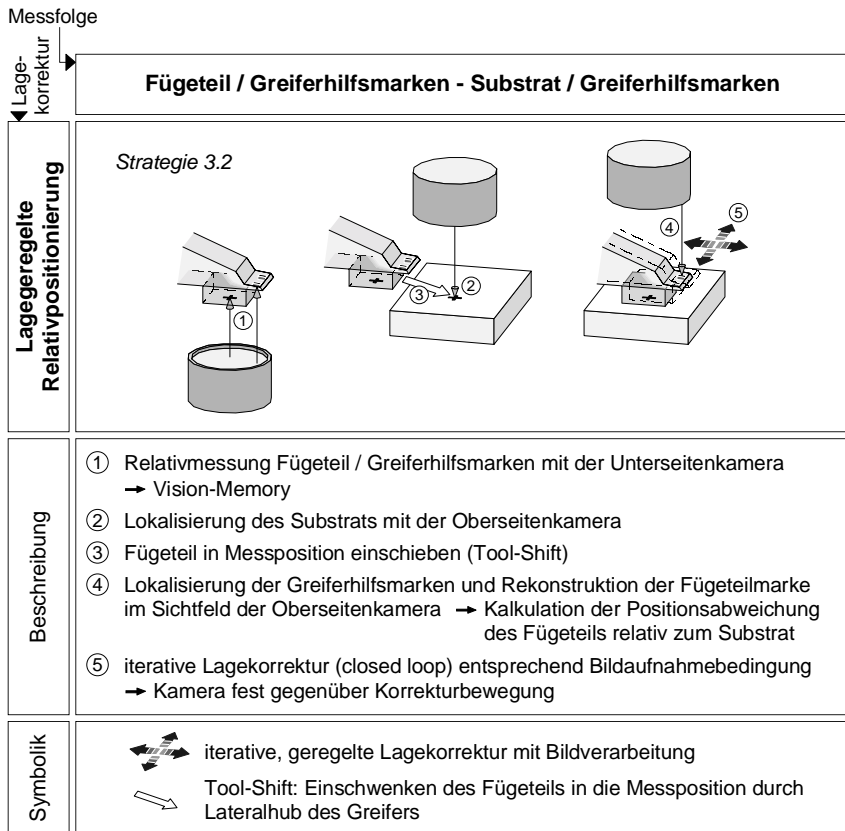 Messfolge
Lage-
korrektur
Fügeteil / Greiferhilfsmarken - Substrat / Greiferhilfsmarken
Lagegeregelte
Relativpositionierung
Strategie 3.2
1
3
2
4
5
Beschreibung
① Relativmessung Fügeteil / Greiferhilfsmarken mit der Unterseitenkamera
→ Vision-Memory
② Lokalisierung des Substrats mit der Oberseitenkamera
③ Fügeteil in Messposition einschieben (Tool-Shift)
④ Lokalisierung der Greiferhilfsmarken und Rekonstruktion der Fügeteilmarke
im Sichtfeld der Oberseitenkamera → Kalkulation der Positionsabweichung
des Fügeteils relativ zum Substrat
⑤ iterative Lagekorrektur (closed loop) entsprechend Bildaufnahmebedingung
→ Kamera fest gegenüber Korrekturbewegung
Symbolik
iterative, geregelte Lagekorrektur mit Bildverarbeitung
Tool-Shift: Einschwenken des Fügeteils in die Messposition durch
Lateralhub des Greifers